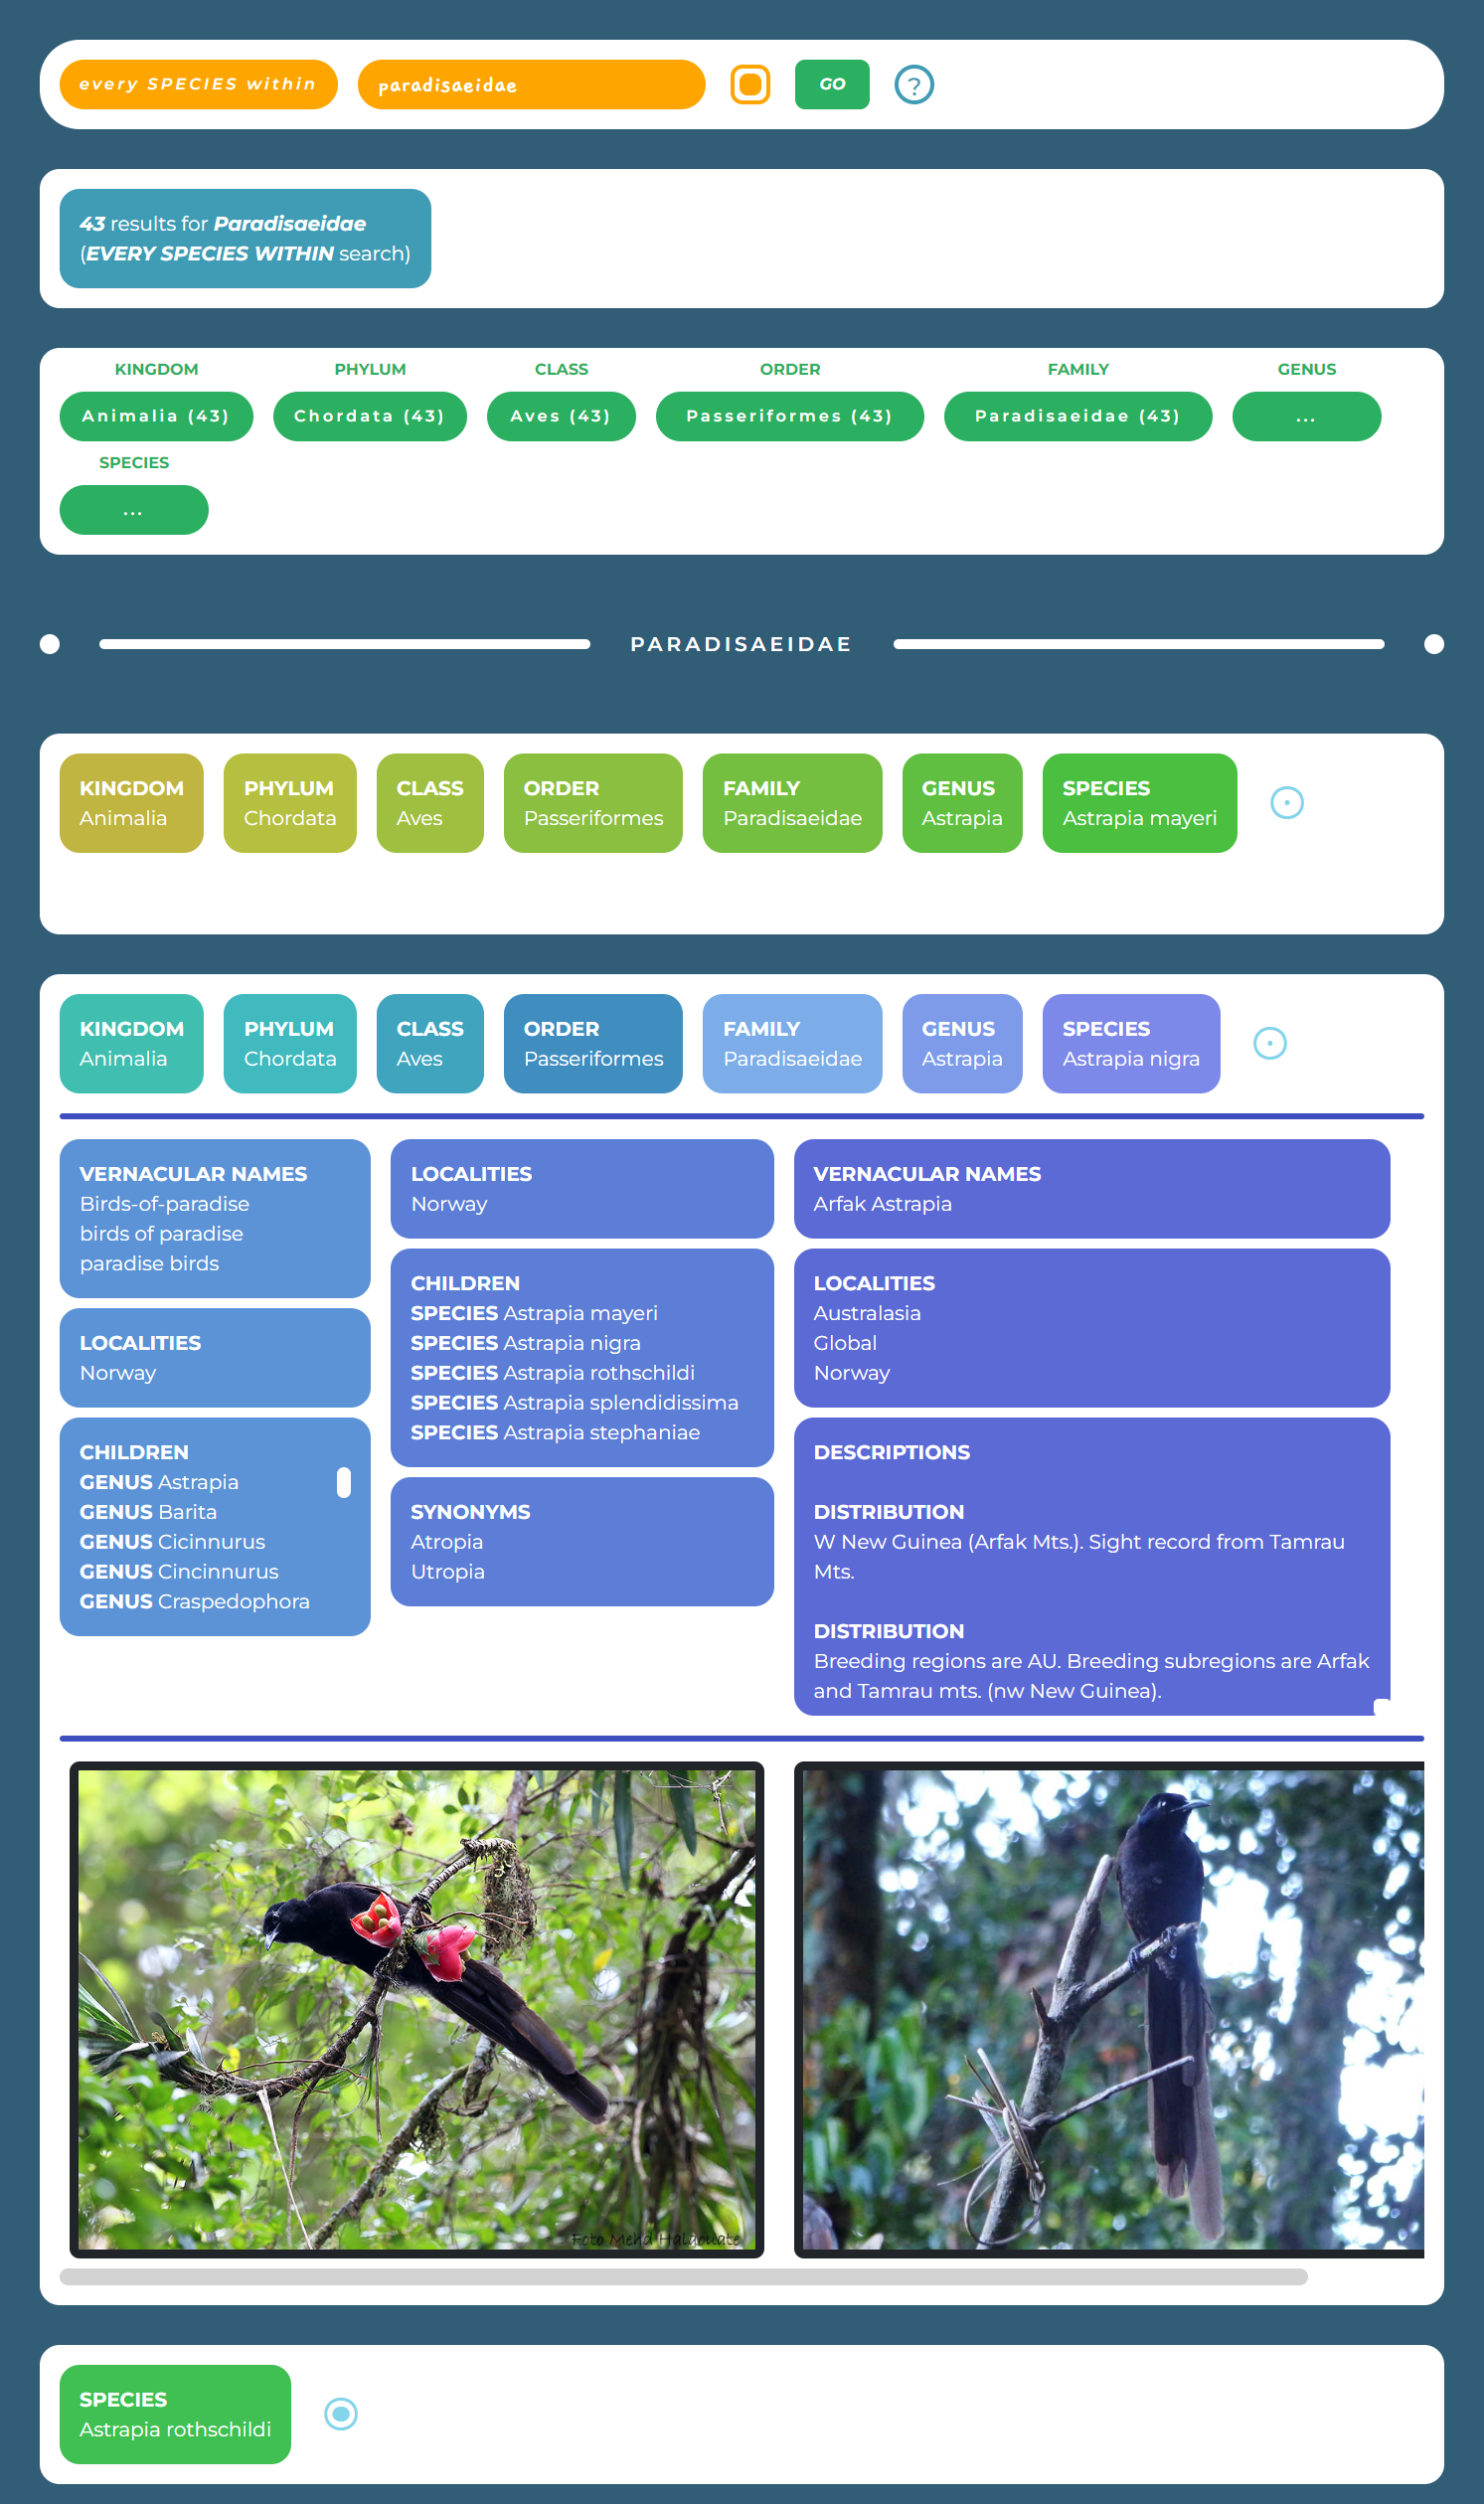 every SPECIES within
paradisaeidae
GO
?
43 results for Paradisaeidae
(EVERY SPECIES WITHIN search)
KINGDOM
Animalia (43)
PHYLUM
Chordata (43)
CLASS
Aves (43)
ORDER
Passeriformes (43)
FAMILY
Paradisaeidae (43)
GENUS
...
SPECIES
...
PARADISAEIDAE
KINGDOM
Animalia
PHYLUM
Chordata
CLASS
Aves
ORDER
Passeriformes
FAMILY
Paradisaeidae
GENUS
Astrapia
SPECIES
Astrapia mayeri
KINGDOM
Animalia
PHYLUM
Chordata
CLASS
Aves
ORDER
Passeriformes
FAMILY
Paradisaeidae
GENUS
Astrapia
SPECIES
Astrapia nigra
VERNACULAR NAMES
Birds-of-paradise
birds of paradise
paradise birds
LOCALITIES
Norway
CHILDREN
GENUS Astrapia
GENUS Barita
GENUS Cicinnurus
GENUS Cincinnurus
GENUS Craspedophora
LOCALITIES
Norway
CHILDREN
SPECIES Astrapia mayeri
SPECIES Astrapia nigra
SPECIES Astrapia rothschildi
SPECIES Astrapia splendidissima
SPECIES Astrapia stephaniae
SYNONYMS
Atropia
Utropia
VERNACULAR NAMES
Arfak Astrapia
LOCALITIES
Australasia
Global
Norway
DESCRIPTIONS
DISTRIBUTION
W New Guinea (Arfak Mts.). Sight record from Tamrau
Mts.
DISTRIBUTION
Breeding regions are AU. Breeding subregions are Arfak
and Tamrau mts. (nw New Guinea).
Foto Mehd Halaouate
SPECIES
Astrapia rothschildi